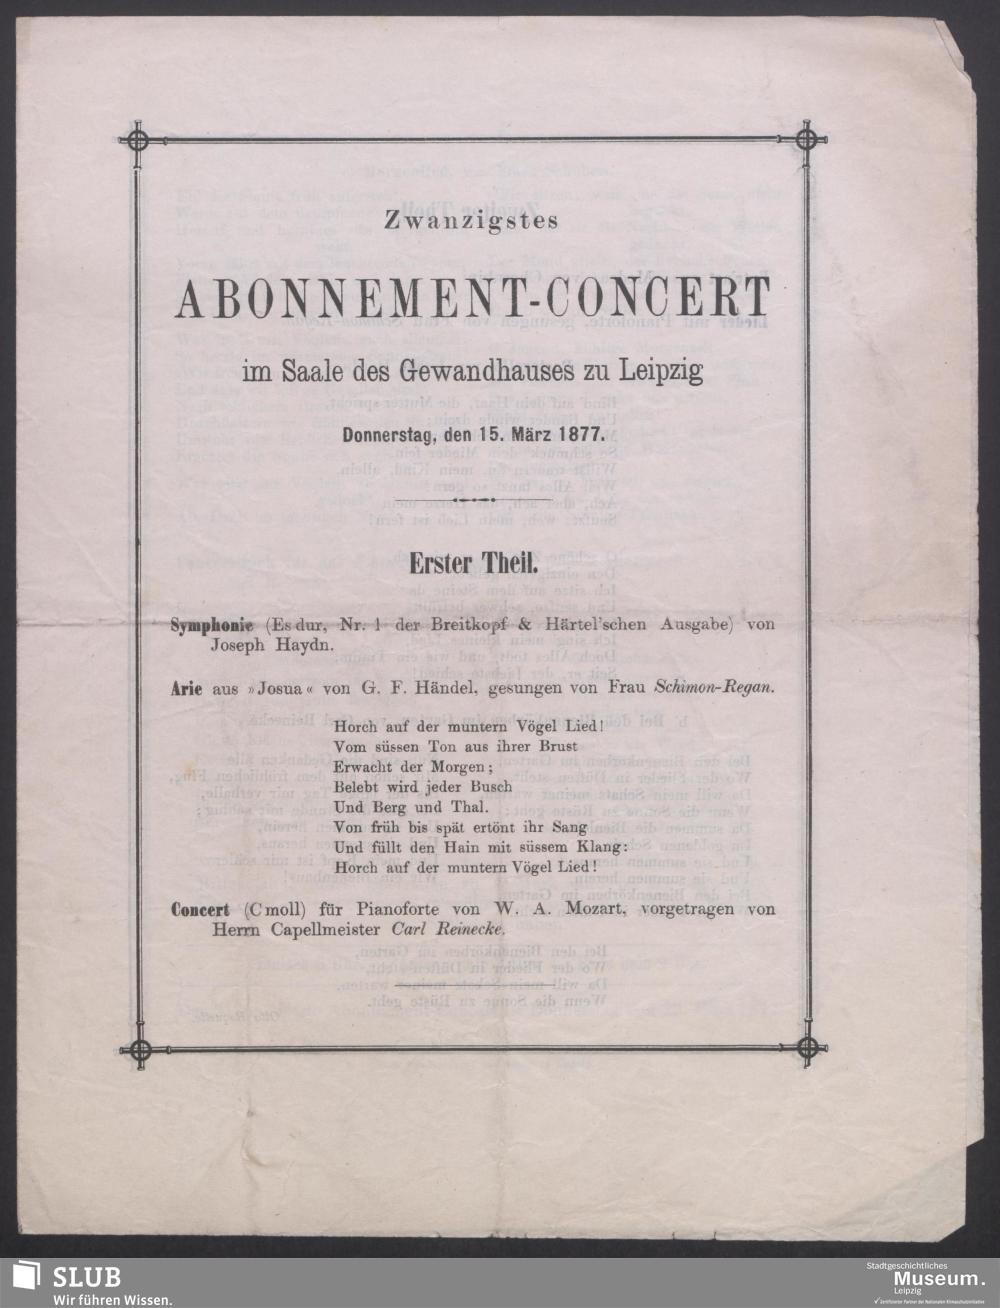 Zwanzigstes
ABONNEMENT-CONCERT
im Saale des Gewandhauses zu Leipzig
Donnerstag, den 15. März 1877.
Erster Theil.
Symphonie (Es dur, Nr. 1 der Breitkopf & Härtel'schen Ausgabe) von
Joseph Haydn.
Arie aus »Josua« von G. F. Händel, gesungen von Frau Schimon-Regan.
Horch auf der muntern Vögel Lied!
Vom süssen Ton aus ihrer Brust
Erwacht der Morgen;
Belebt wird jeder Busch
Und Berg und Thal.
Von früh bis spät ertönt ihr Sang
Und füllt den Hain mit süssem Klang:
Horch auf der muntern Vögel Lied!
Concert (C moll) für Pianoforte von W. A. Mozart, vorgetragen von
Herrn Capellmeister Carl Reinecke.
SLUB
Wir führen Wissen.
Stadtgeschichtliches
Museum.
Leipzig
✓ Zertifizierter Partner der Nationalen Klimaschutzinitiative